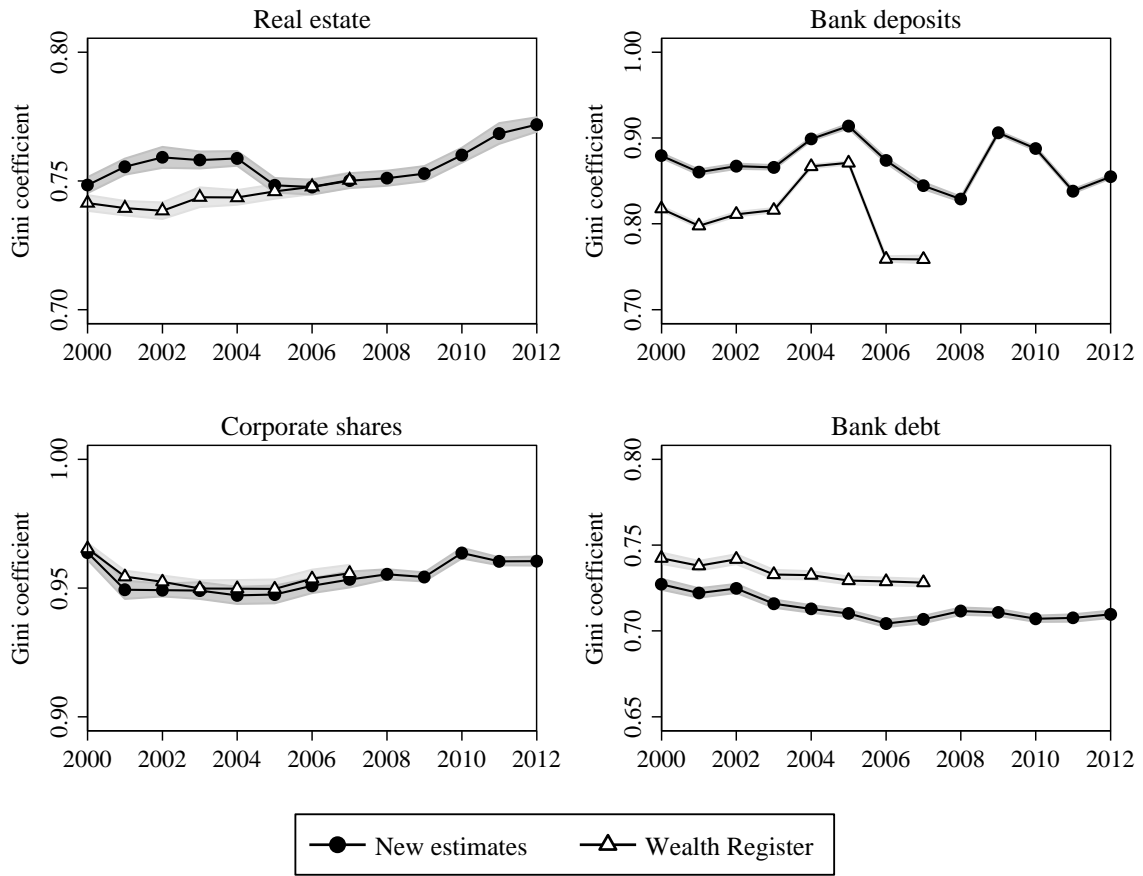 Real estate
Gini coefficient
0.80
0.75
0.70
2000 2002 2004 2006 2008 2010 2012
Bank deposits
Gini coefficient
1.00
0.90
0.80
0.70
2000 2002 2004 2006 2008 2010 2012
Corporate shares
Gini coefficient
1.00
0.95
0.90
2000 2002 2004 2006 2008 2010 2012
Bank debt
Gini coefficient
0.80
0.75
0.70
0.65
2000 2002 2004 2006 2008 2010 2012
New estimates Wealth Register